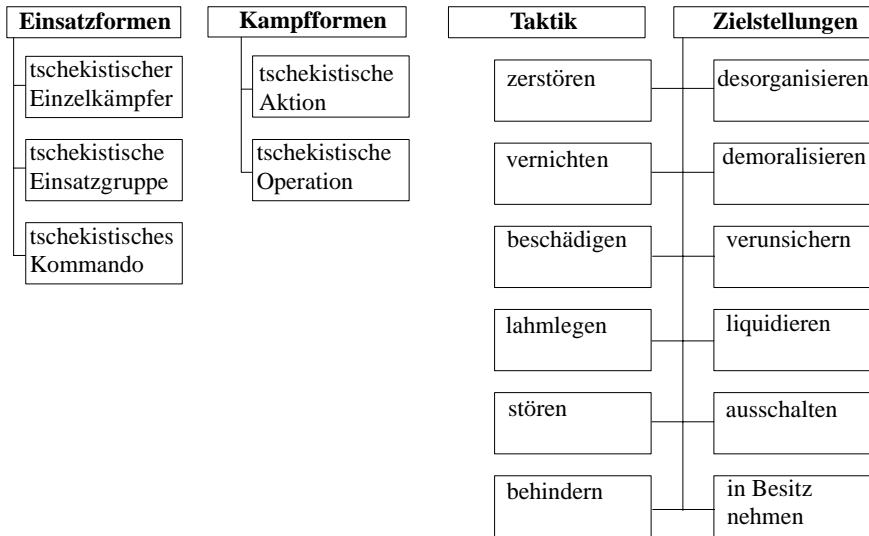 Einsatzformen
tschekistischer
Einzelkämpfer
tschekistische
Einsatzgruppe
tschekistisches
Kommando
Kampfformen
tschekistische
Aktion
tschekistische
Operation
Taktik
zerstören
vernichten
beschädigen
lahmlegen
stören
behindern
Zielstellungen
desorganisieren
demoralisieren
verunsichern
liquidieren
ausschalten
in Besitz
nehmen